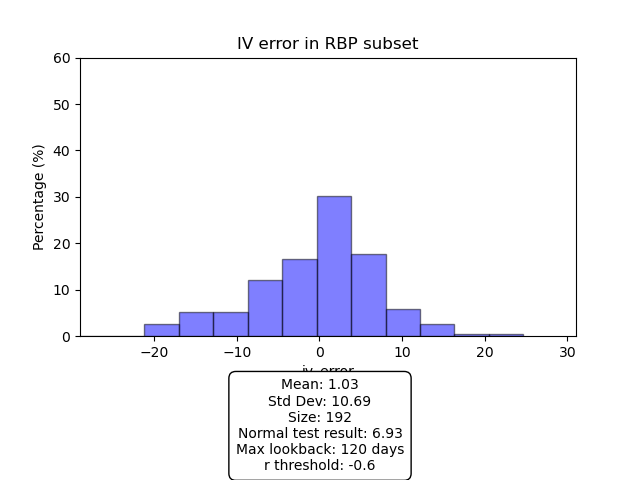 IV error in RBP subset
60
50
40
30
20
10
0
Percentage (%)
−20
−10
0
10
20
30
iv_error
Mean: 1.03
Std Dev: 10.69
Size: 192
Normal test result: 6.93
Max lookback: 120 days
r threshold: -0.6